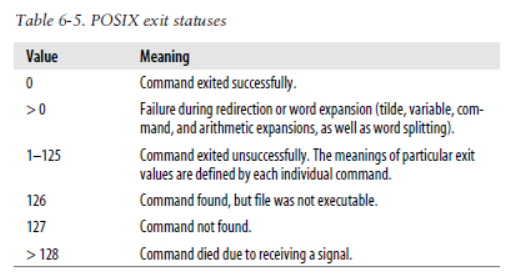 Table 6-5. POSIX exit statuses
Value Meaning
0 Command exited successfully.
> 0 Failure during redirection or word expansion (tilde, variable, com-
mand, and arithmetic expansions, as well as word splitting).
1–125 Command exited unsuccessfully. The meanings of particular exit
values are defined by each individual command.
126 Command found, but file was not executable.
127 Command not found.
> 128 Command died due to receiving a signal.